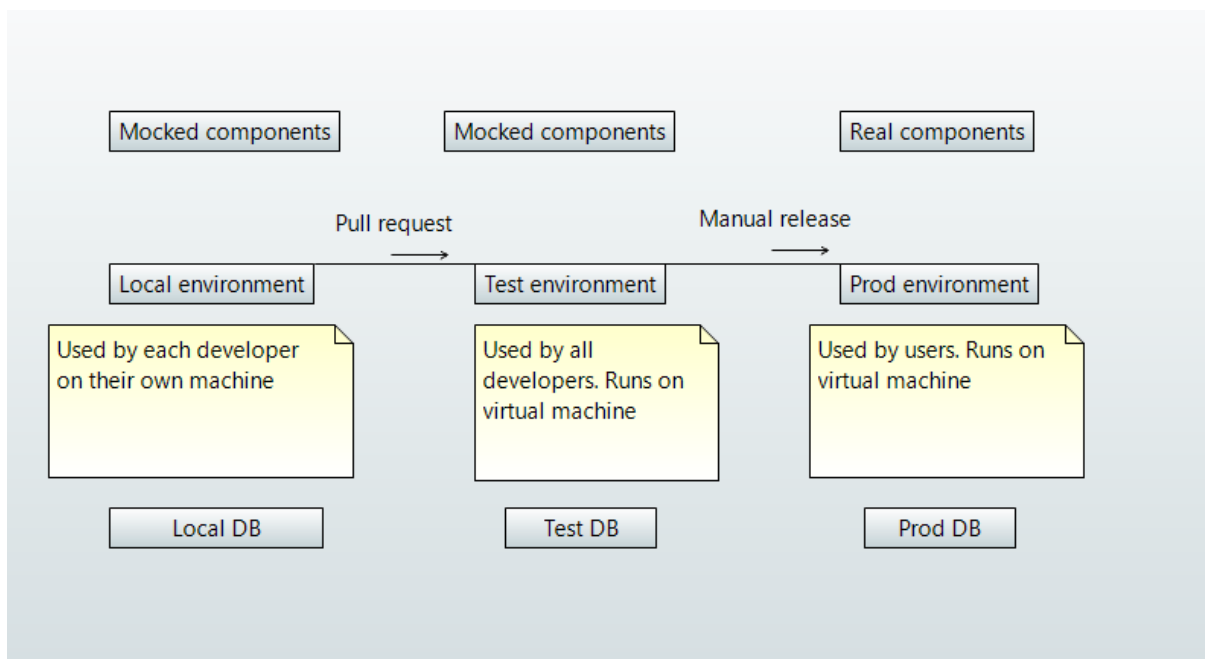 Mocked components
Mocked components
Real components
Pull request
Manual release
Local environment
Test environment
Prod environment
Used by each developer
on their own machine
Used by all
developers. Runs on
virtual machine
Used by users. Runs on
virtual machine
Local DB
Test DB
Prod DB